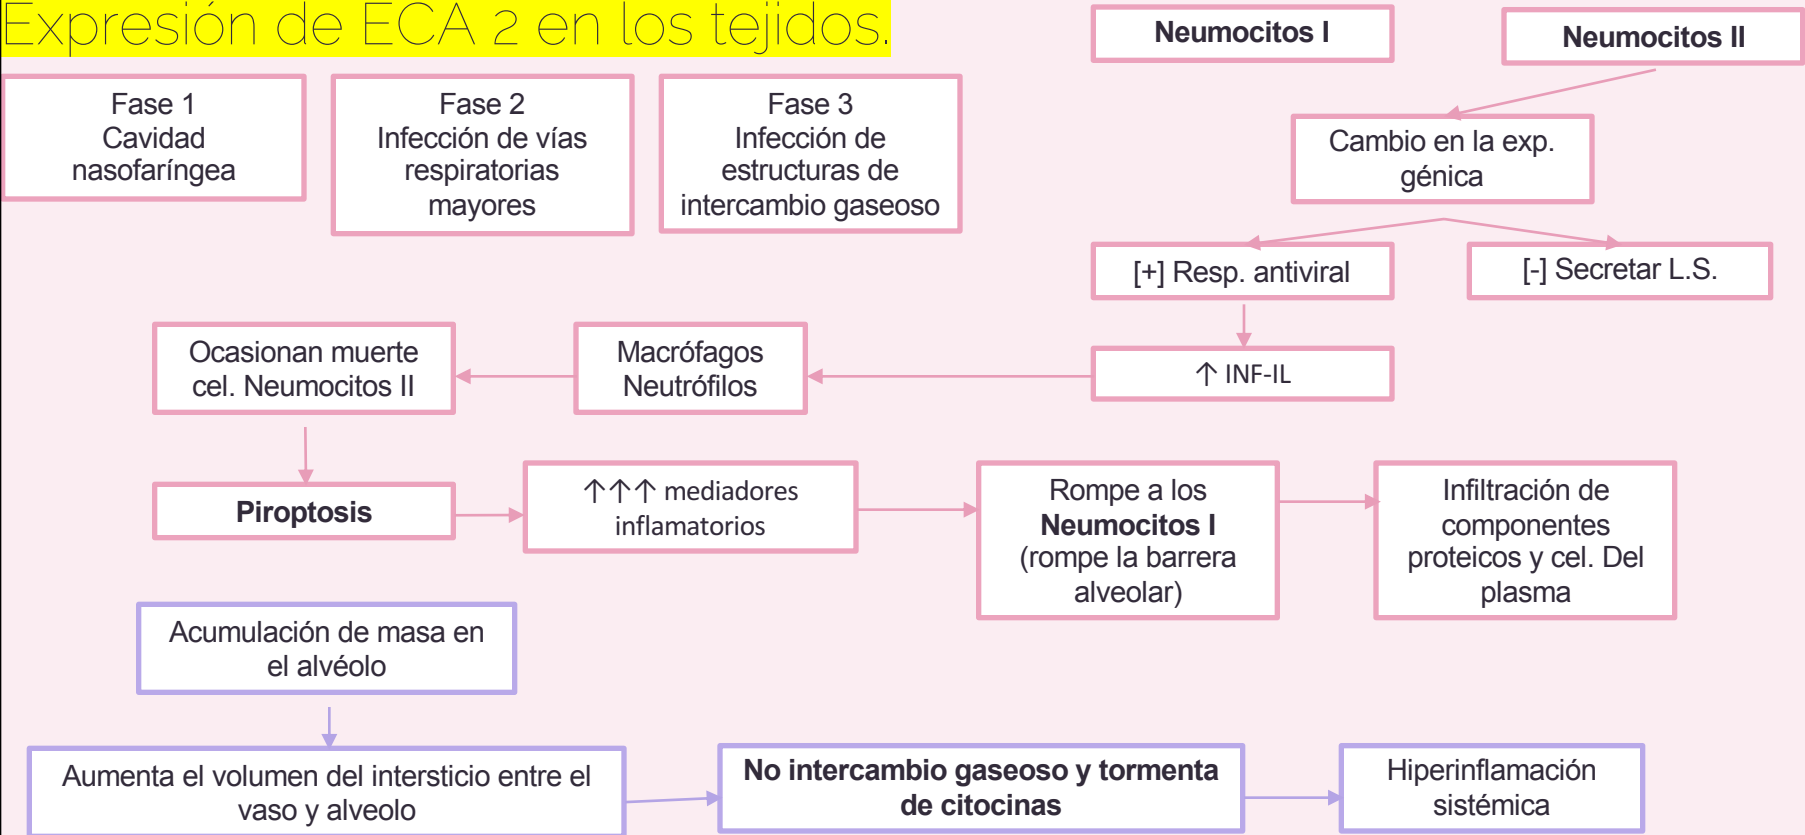 Expresión de ECA 2 en los tejidos.
Neumocitos I
Neumocitos II
Fase 1
Cavidad
nasofaríngea
Fase 2
Infección de vías
respiratorias
mayores
Fase 3
Infección de
estructuras de
intercambio gaseoso
Cambio en la exp.
génica
[+] Resp. antiviral
[-] Secretar L.S.
↑ INF-IL
Macrófagos
Neutrófilos
Ocasionan muerte
cel. Neumocitos II
Piroptosis
↑↑↑ mediadores
inflamatorios
Rompe a los
Neumocitos I
(rompe la barrera
alveolar)
Infiltración de
componentes
proteicos y cel. Del
plasma
Acumulación de masa en
el alvéolo
Aumenta el volumen del intersticio entre el
vaso y alveolo
No intercambio gaseoso y tormenta
de citocinas
Hiperinflamación
sistémica